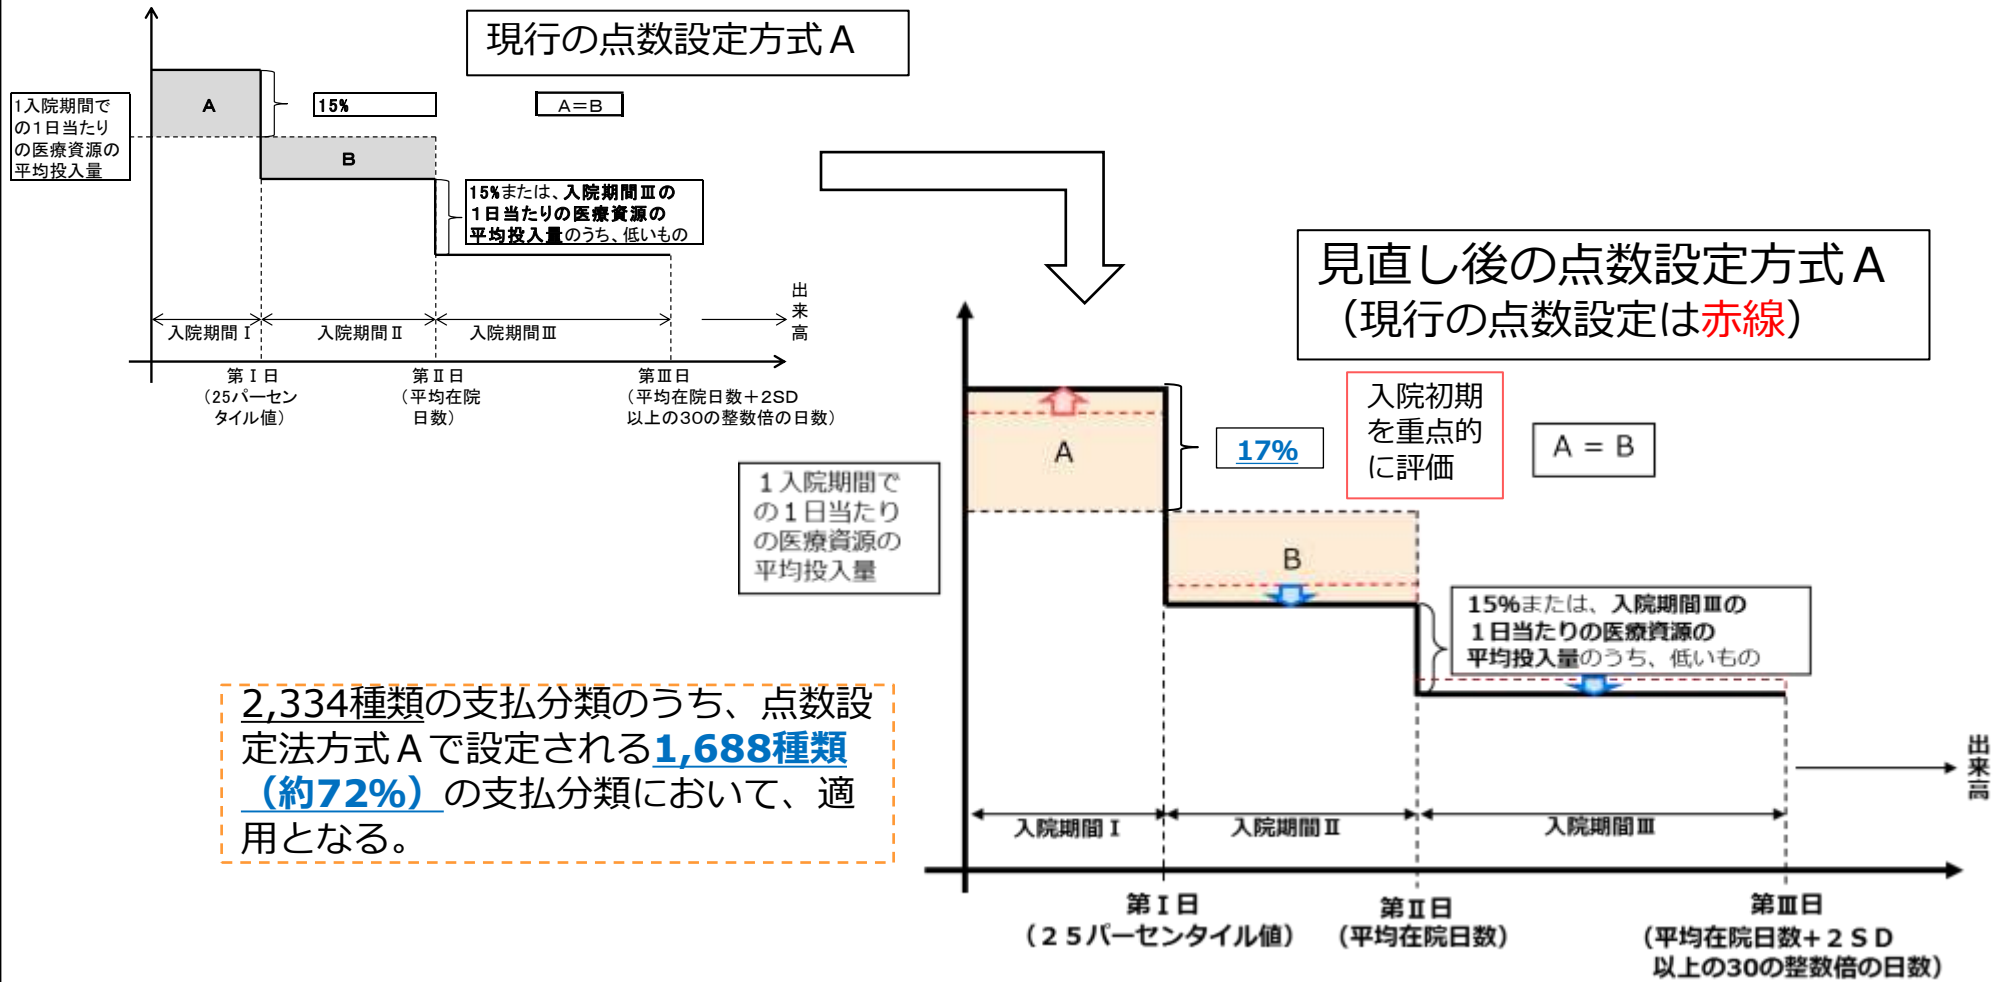 現行の点数設定方式A
1入院期間で
の1日当たり
の医療資源の
平均投入量
A
15%
A=B
B
15%または、入院期間Ⅲの
1日当たりの医療資源の
平均投入量のうち、低いもの
入院期間Ⅰ
入院期間Ⅱ
入院期間Ⅲ
出
来
高
第Ⅰ日
(25パーセン
タイル値)
第Ⅱ日
(平均在院
日数)
第Ⅲ日
(平均在院日数+2SD
以上の30の整数倍の日数)
見直し後の点数設定方式A
(現行の点数設定は赤線)
1入院期間で
の1日当たり
の医療資源の
平均投入量
A
17%
入院初期
を重点的
に評価
A=B
B
15%または、入院期間Ⅲの
1日当たりの医療資源の
平均投入量のうち、低いもの
2,334種類の支払分類のうち、点数設
定法方式Aで設定される1,688種類
(約72%)の支払分類において、適
用となる。
入院期間Ⅰ
入院期間Ⅱ
入院期間Ⅲ
出
来
高
第Ⅰ日
(25パーセンタイル値)
第Ⅱ日
(平均在院日数)
第Ⅲ日
(平均在院日数+2SD
以上の30の整数倍の日数)